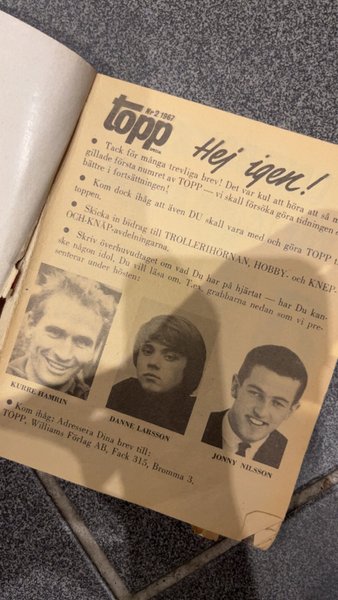 Nr 2 1967
topp
Hej igen!
• Tack för många trevliga brev! Det var kul att höra att så m
gillade första numret av TOPP — vi skall försöka göra tidningen
bättre i fortsättningen!
• Kom dock ihåg att även DU skall vara med och göra TOPP t
toppen.
• Skicka in bidrag till TROLLERIHÖRNAN, HOBBY- och KNEP-
OCH-KNÅP-avdelningarna.
• Skriv överhuvudtaget om vad Du har på hjärtat — har Du kan-
ske någon idol, Du vill läsa om. T.ex. grabbarna nedan som vi pre-
senterar under hösten:
KURRE HAMRIN
DANNE LARSSON
JONNY NILSSON
• Kom ihåg: Adressera Dina brev till:
TOPP, Williams Förlag AB, Fack 315, Bromma 3.